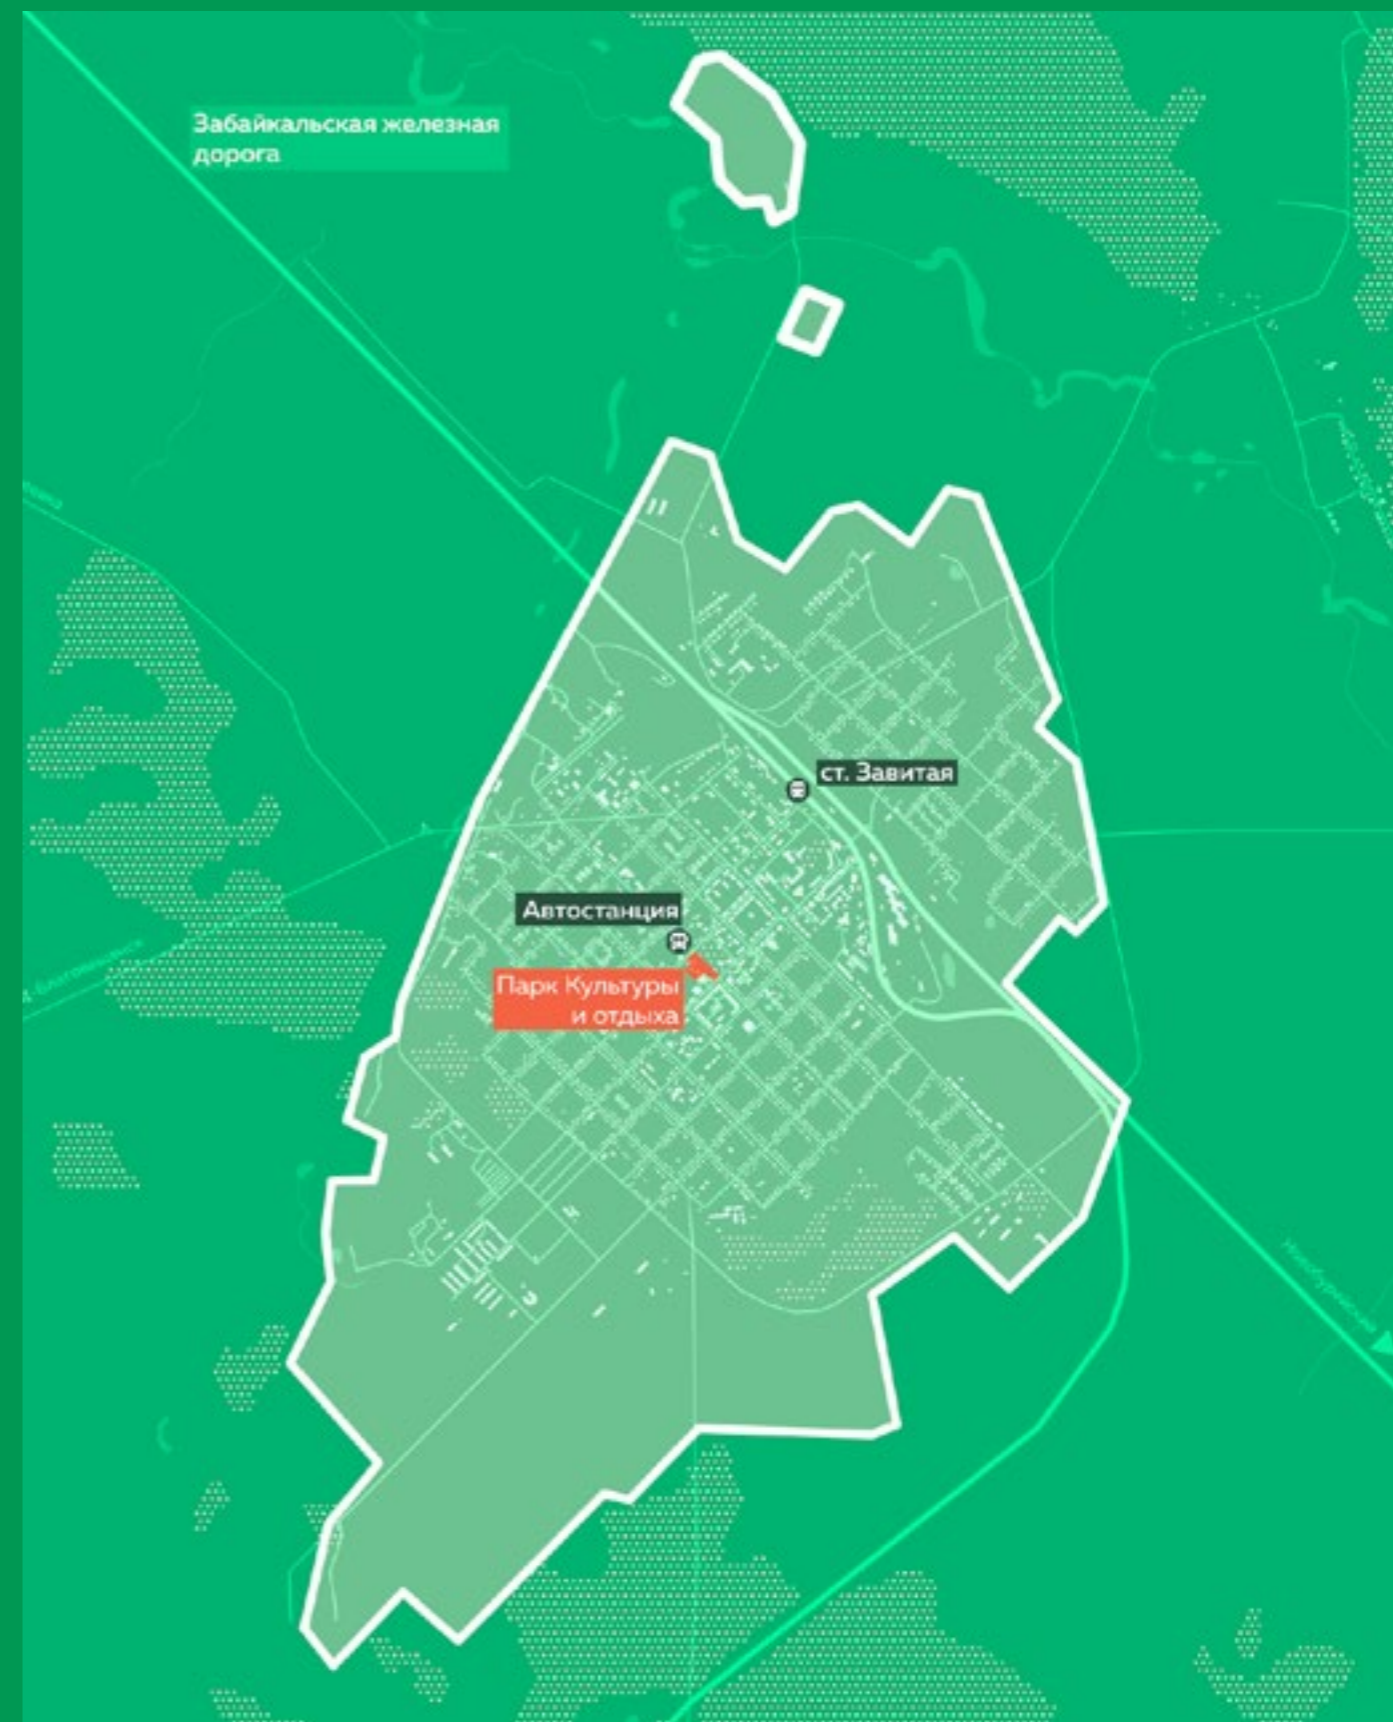 Забайкальская железная
дорога
ст. Завитая
Автостанция
Парк Культуры
и отдыха